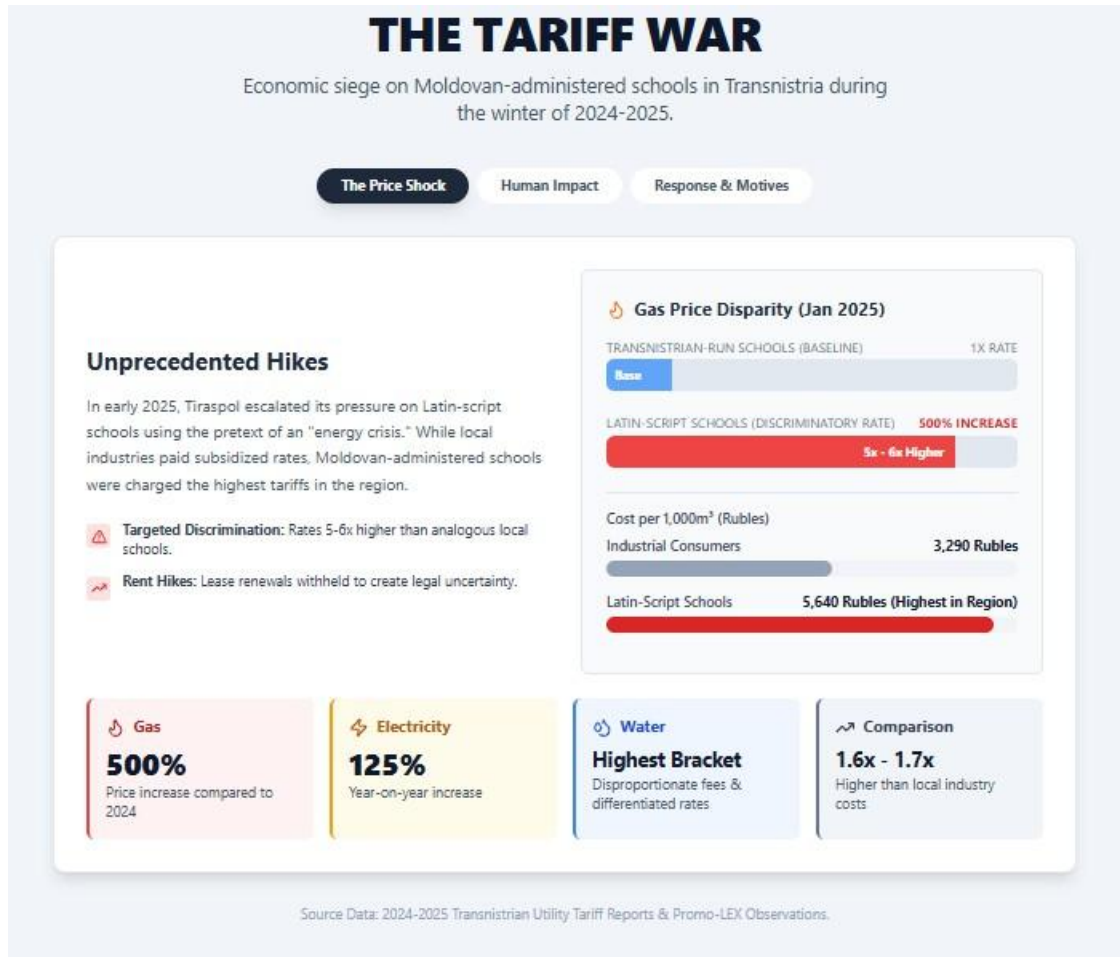 THE TARIFF WAR
Economic siege on Moldovan-administered schools in Transnistria during
the winter of 2024-2025.
The Price Shock
Human Impact
Response & Motives
Unprecedented Hikes
In early 2025, Tiraspol escalated its pressure on Latin-script
schools using the pretext of an "energy crisis." While local
industries paid subsidized rates, Moldovan-administered schools
were charged the highest tariffs in the region.
Targeted Discrimination: Rates 5-6x higher than analogous local
schools.
Rent Hikes: Lease renewals withheld to create legal uncertainty.
Gas Price Disparity (Jan 2025)
TRANSNISTRIAN-RUN SCHOOLS (BASELINE) 1X RATE
Base
LATIN-SCRIPT SCHOOLS (DISCRIMINATORY RATE) 500% INCREASE
5x - 6x Higher
Cost per 1,000m³ (Rubles)
Industrial Consumers 3,290 Rubles
Latin-Script Schools 5,640 Rubles (Highest in Region)
Gas
500%
Price increase compared to
2024
Electricity
125%
Year-on-year increase
Water
Highest Bracket
Disproportionate fees &
differentiated rates
Comparison
1.6x - 1.7x
Higher than local industry
costs
Source Data: 2024-2025 Transnistrian Utility Tariff Reports & Promo-LEX Observations.